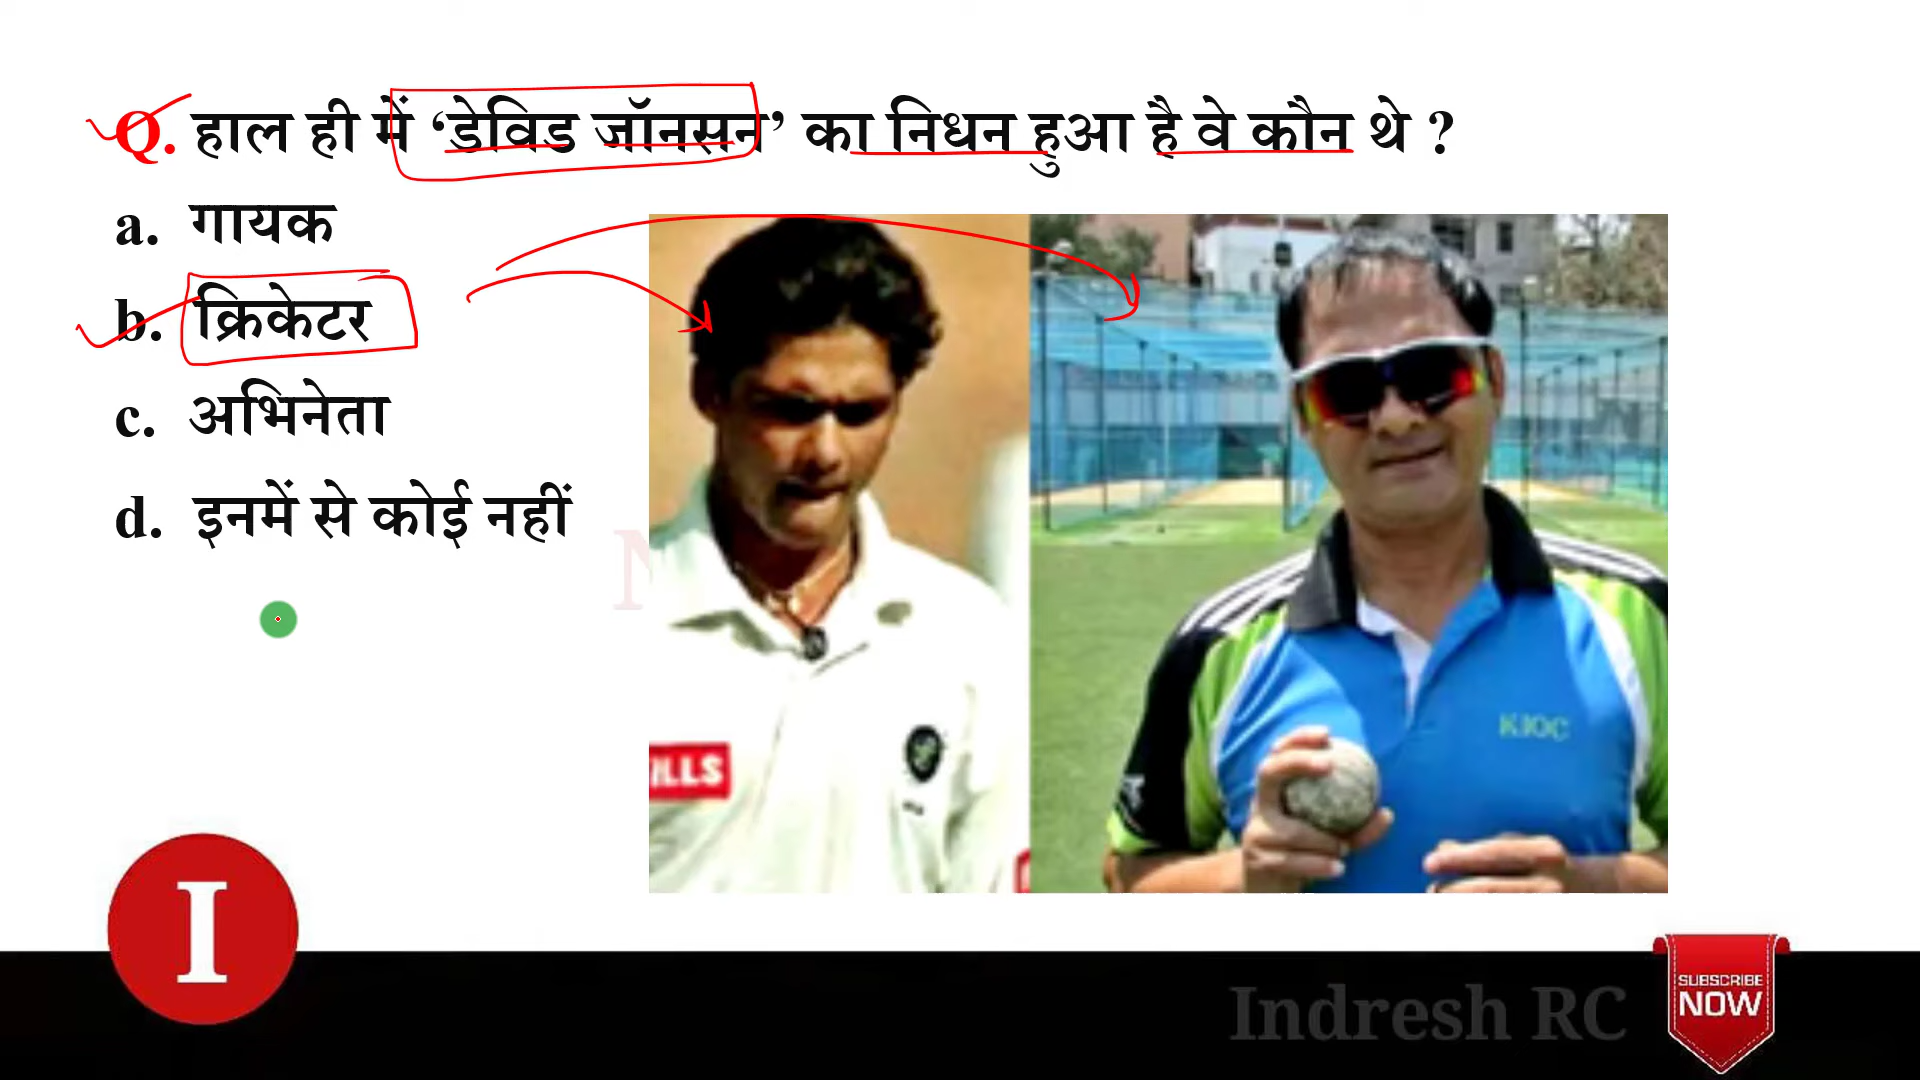 Q. हाल ही में ‘डेविड जॉनसन’ का निधन हुआ है वे कौन थे ?
a. गायक
b. क्रिकेटर
c. अभिनेता
d. इनमें से कोई नहीं
N
ILLS
KIOC
I
Indresh RC
SUBSCRIBE
NOW